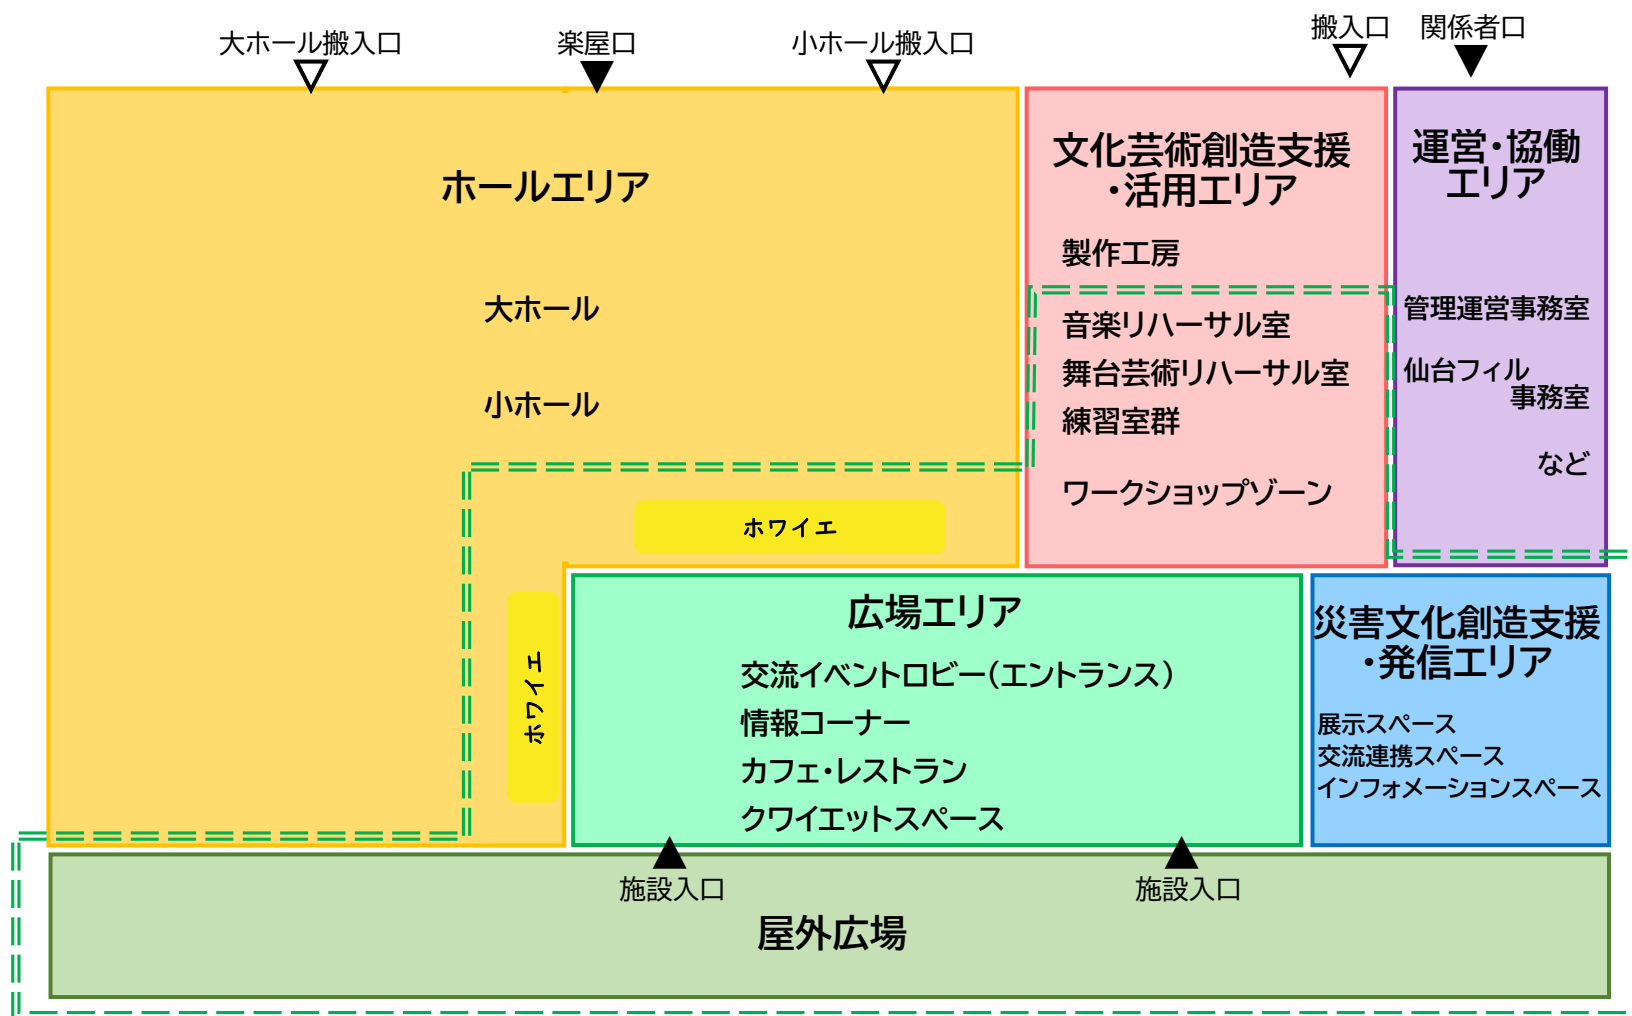 大ホール搬入口
楽屋口
小ホール搬入口
搬入口
関係者口
ホールエリア
大ホール
小ホール
ホワイエ
ホワイエ
文化芸術創造支援
・活用エリア
製作工房
音楽リハーサル室
舞台芸術リハーサル室
練習室群
ワークショップゾーン
運営・協働
エリア
管理運営事務室
仙台フィル
事務室
など
広場エリア
交流イベントロビー（エントランス）
情報コーナー
カフェ・レストラン
クワイエットスペース
災害文化創造支援
・発信エリア
展示スペース
交流連携スペース
インフォメーションスペース
施設入口
施設入口
屋外広場